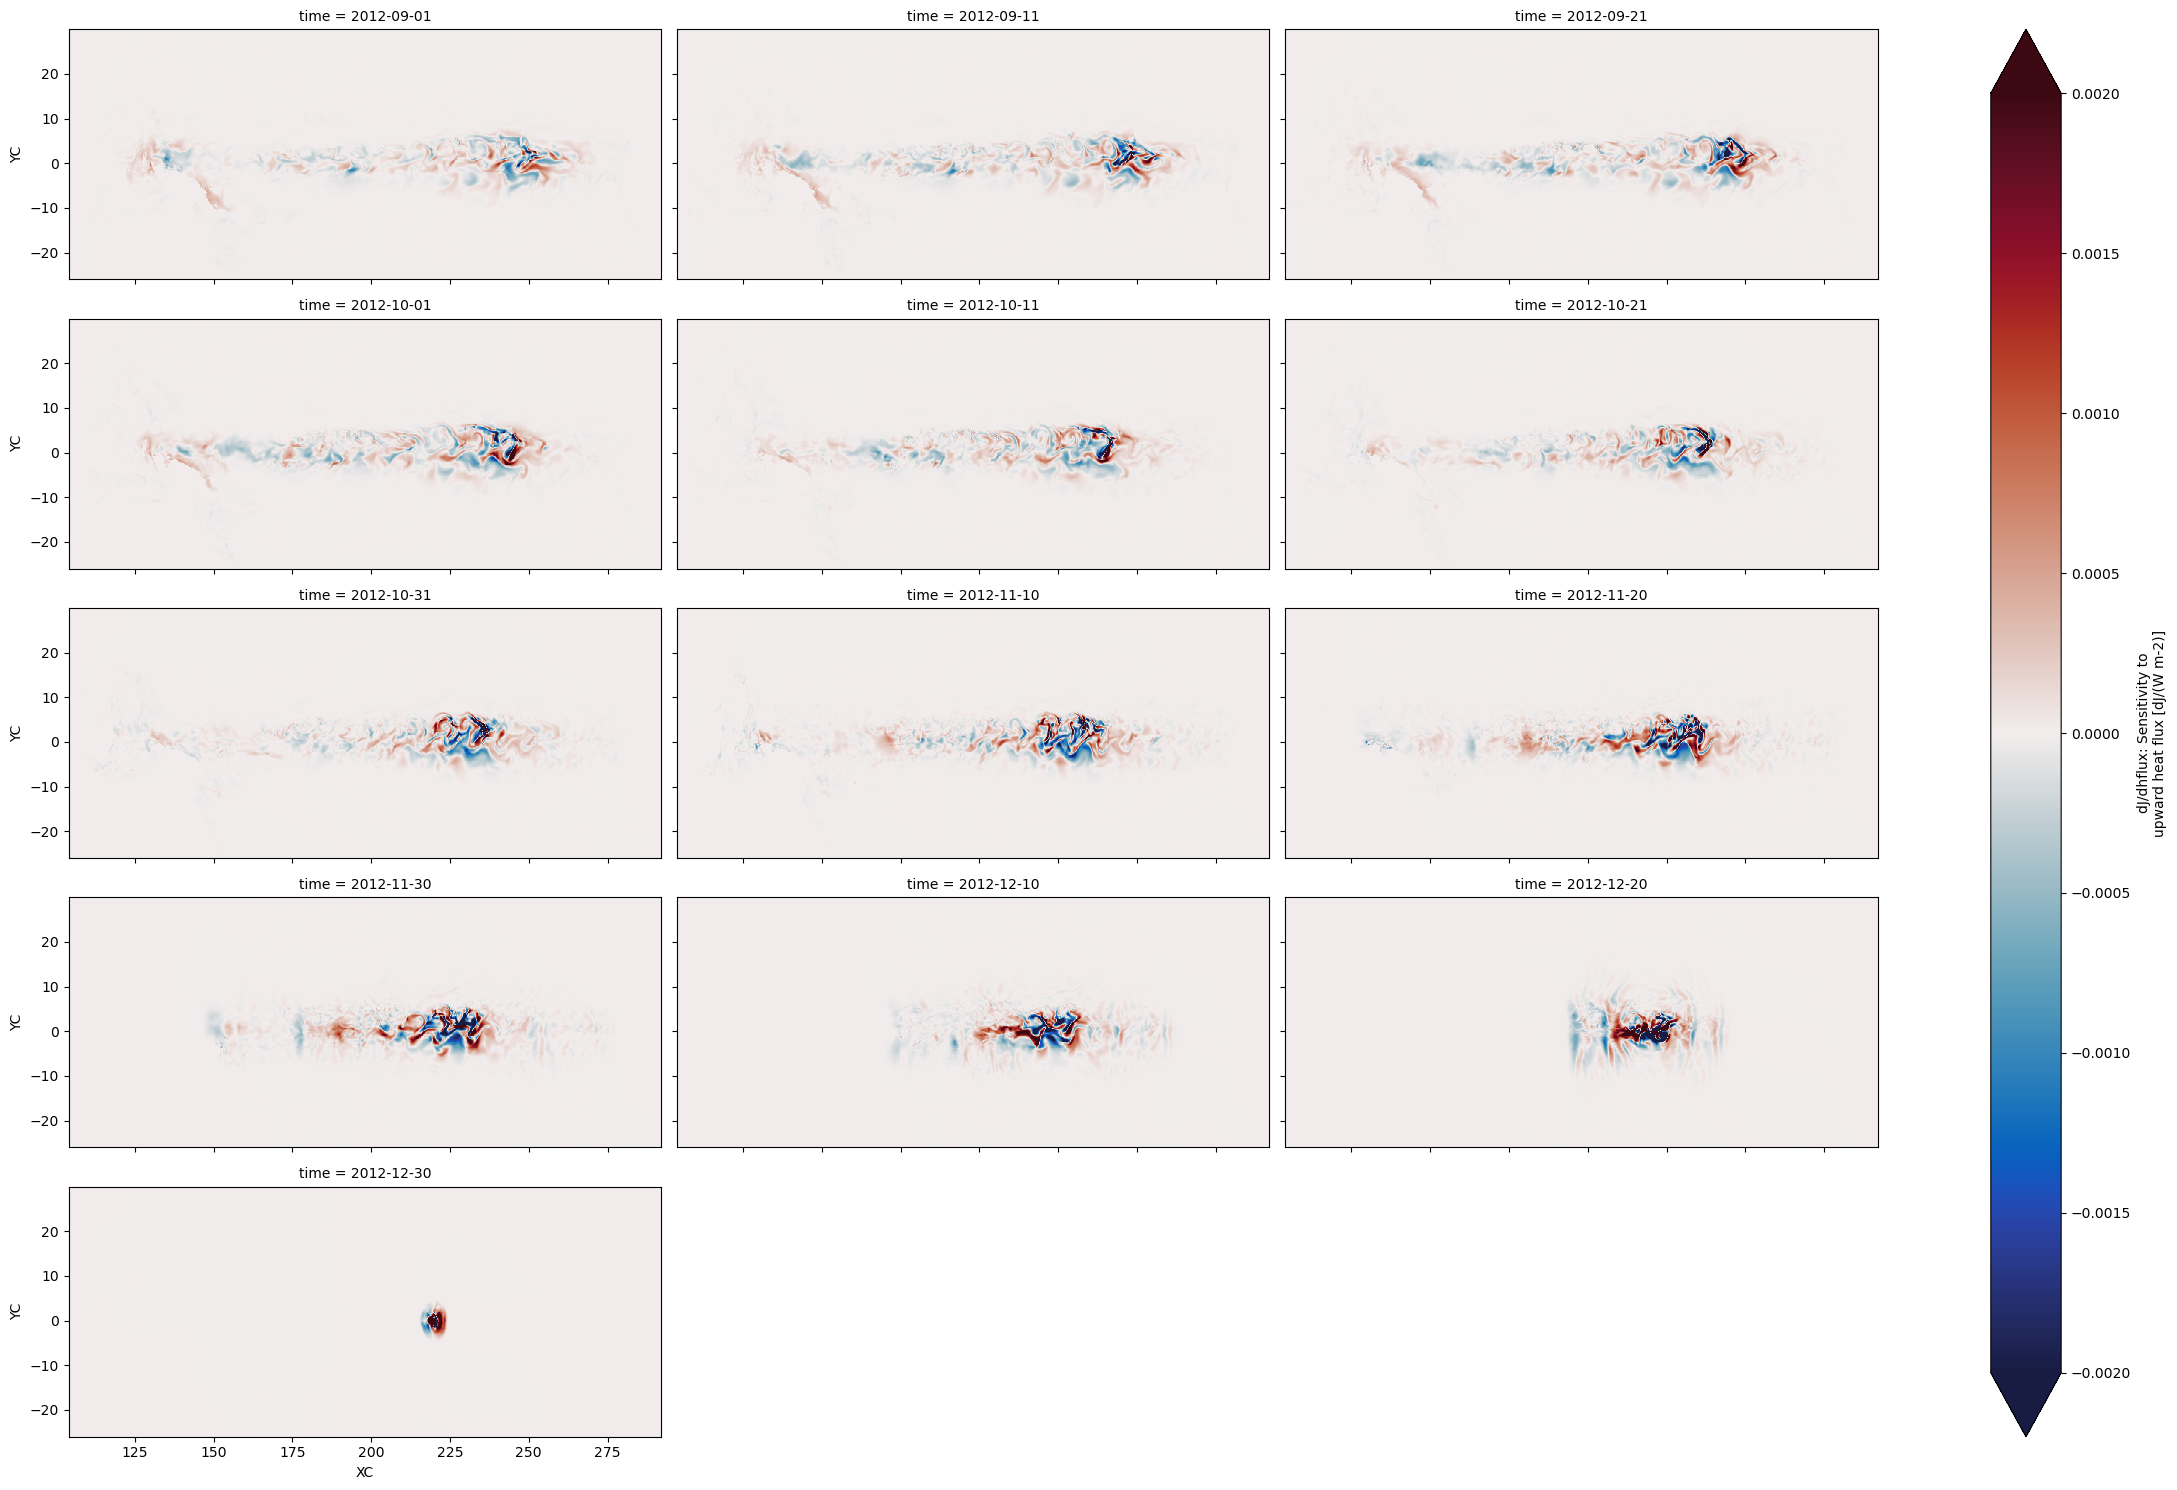 time = 2012-09-01
time = 2012-09-11
time = 2012-09-21
YC
20
10
0
−10
−20
time = 2012-10-01
time = 2012-10-11
time = 2012-10-21
YC
20
10
0
−10
−20
time = 2012-10-31
time = 2012-11-10
time = 2012-11-20
YC
20
10
0
−10
−20
time = 2012-11-30
time = 2012-12-10
time = 2012-12-20
YC
20
10
0
−10
−20
time = 2012-12-30
YC
20
10
0
−10
−20
125 150 175 200 225 250 275
XC
0.0020
0.0015
0.0010
0.0005
0.0000
−0.0005
−0.0010
−0.0015
−0.0020
dJ/dhflux: Sensitivity to
upward heat flux [dJ/(W m-2)]